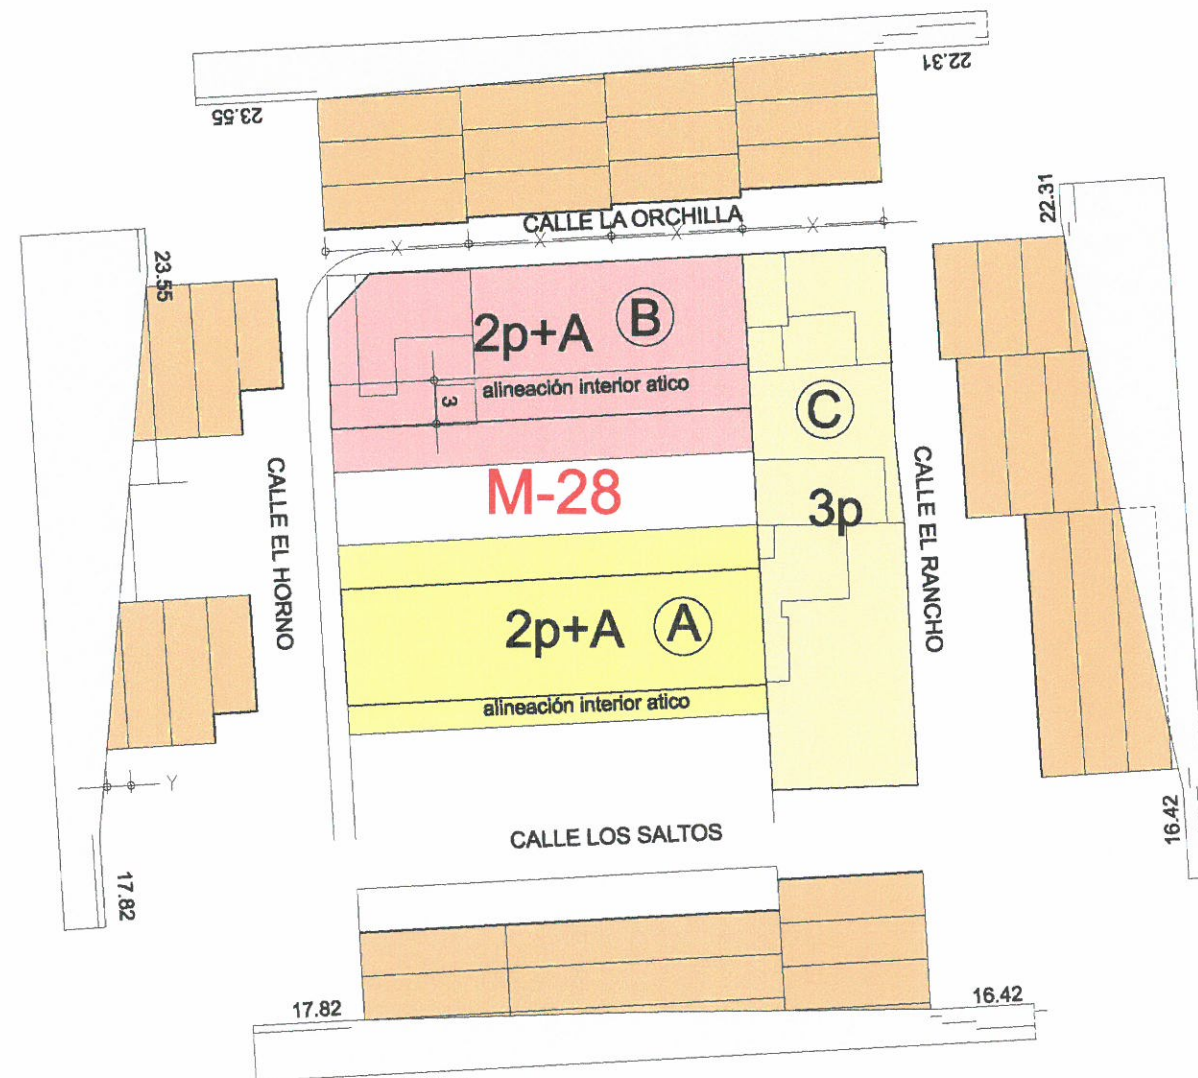 22.31
23.55
22.31
CALLE LA ORCHILLA
X X X X
23.55
2p+A B
alineación interior atico
3
C
M-28
3p
CALLE EL HORNO
CALLE EL RANCHO
2p+A A
alineación interior atico
Y
CALLE LOS SALTOS
16.42
17.82
17.82
16.42